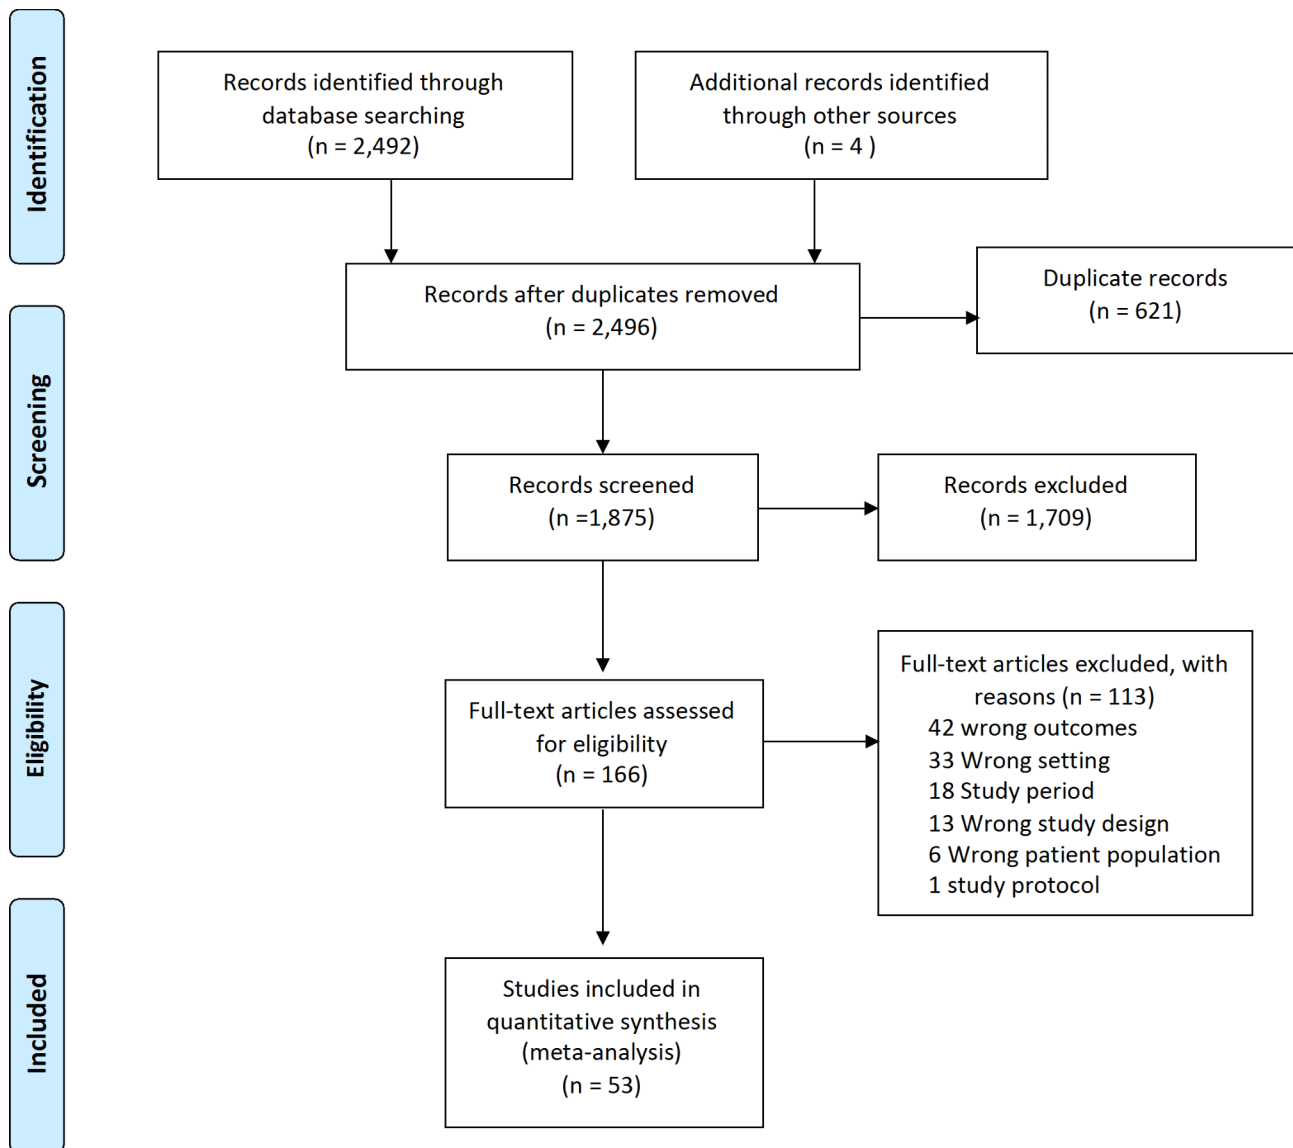 Identification
Records identified through
database searching
(n = 2,492)
Additional records identified
through other sources
(n = 4 )
Records after duplicates removed
(n = 2,496)
Duplicate records
(n = 621)
Screening
Records screened
(n =1,875)
Records excluded
(n = 1,709)
Eligibility
Full-text articles assessed
for eligibility
(n = 166)
Full-text articles excluded, with
reasons (n = 113)
42 wrong outcomes
33 Wrong setting
18 Study period
13 Wrong study design
6 Wrong patient population
1 study protocol
Included
Studies included in
quantitative synthesis
(meta-analysis)
(n = 53)